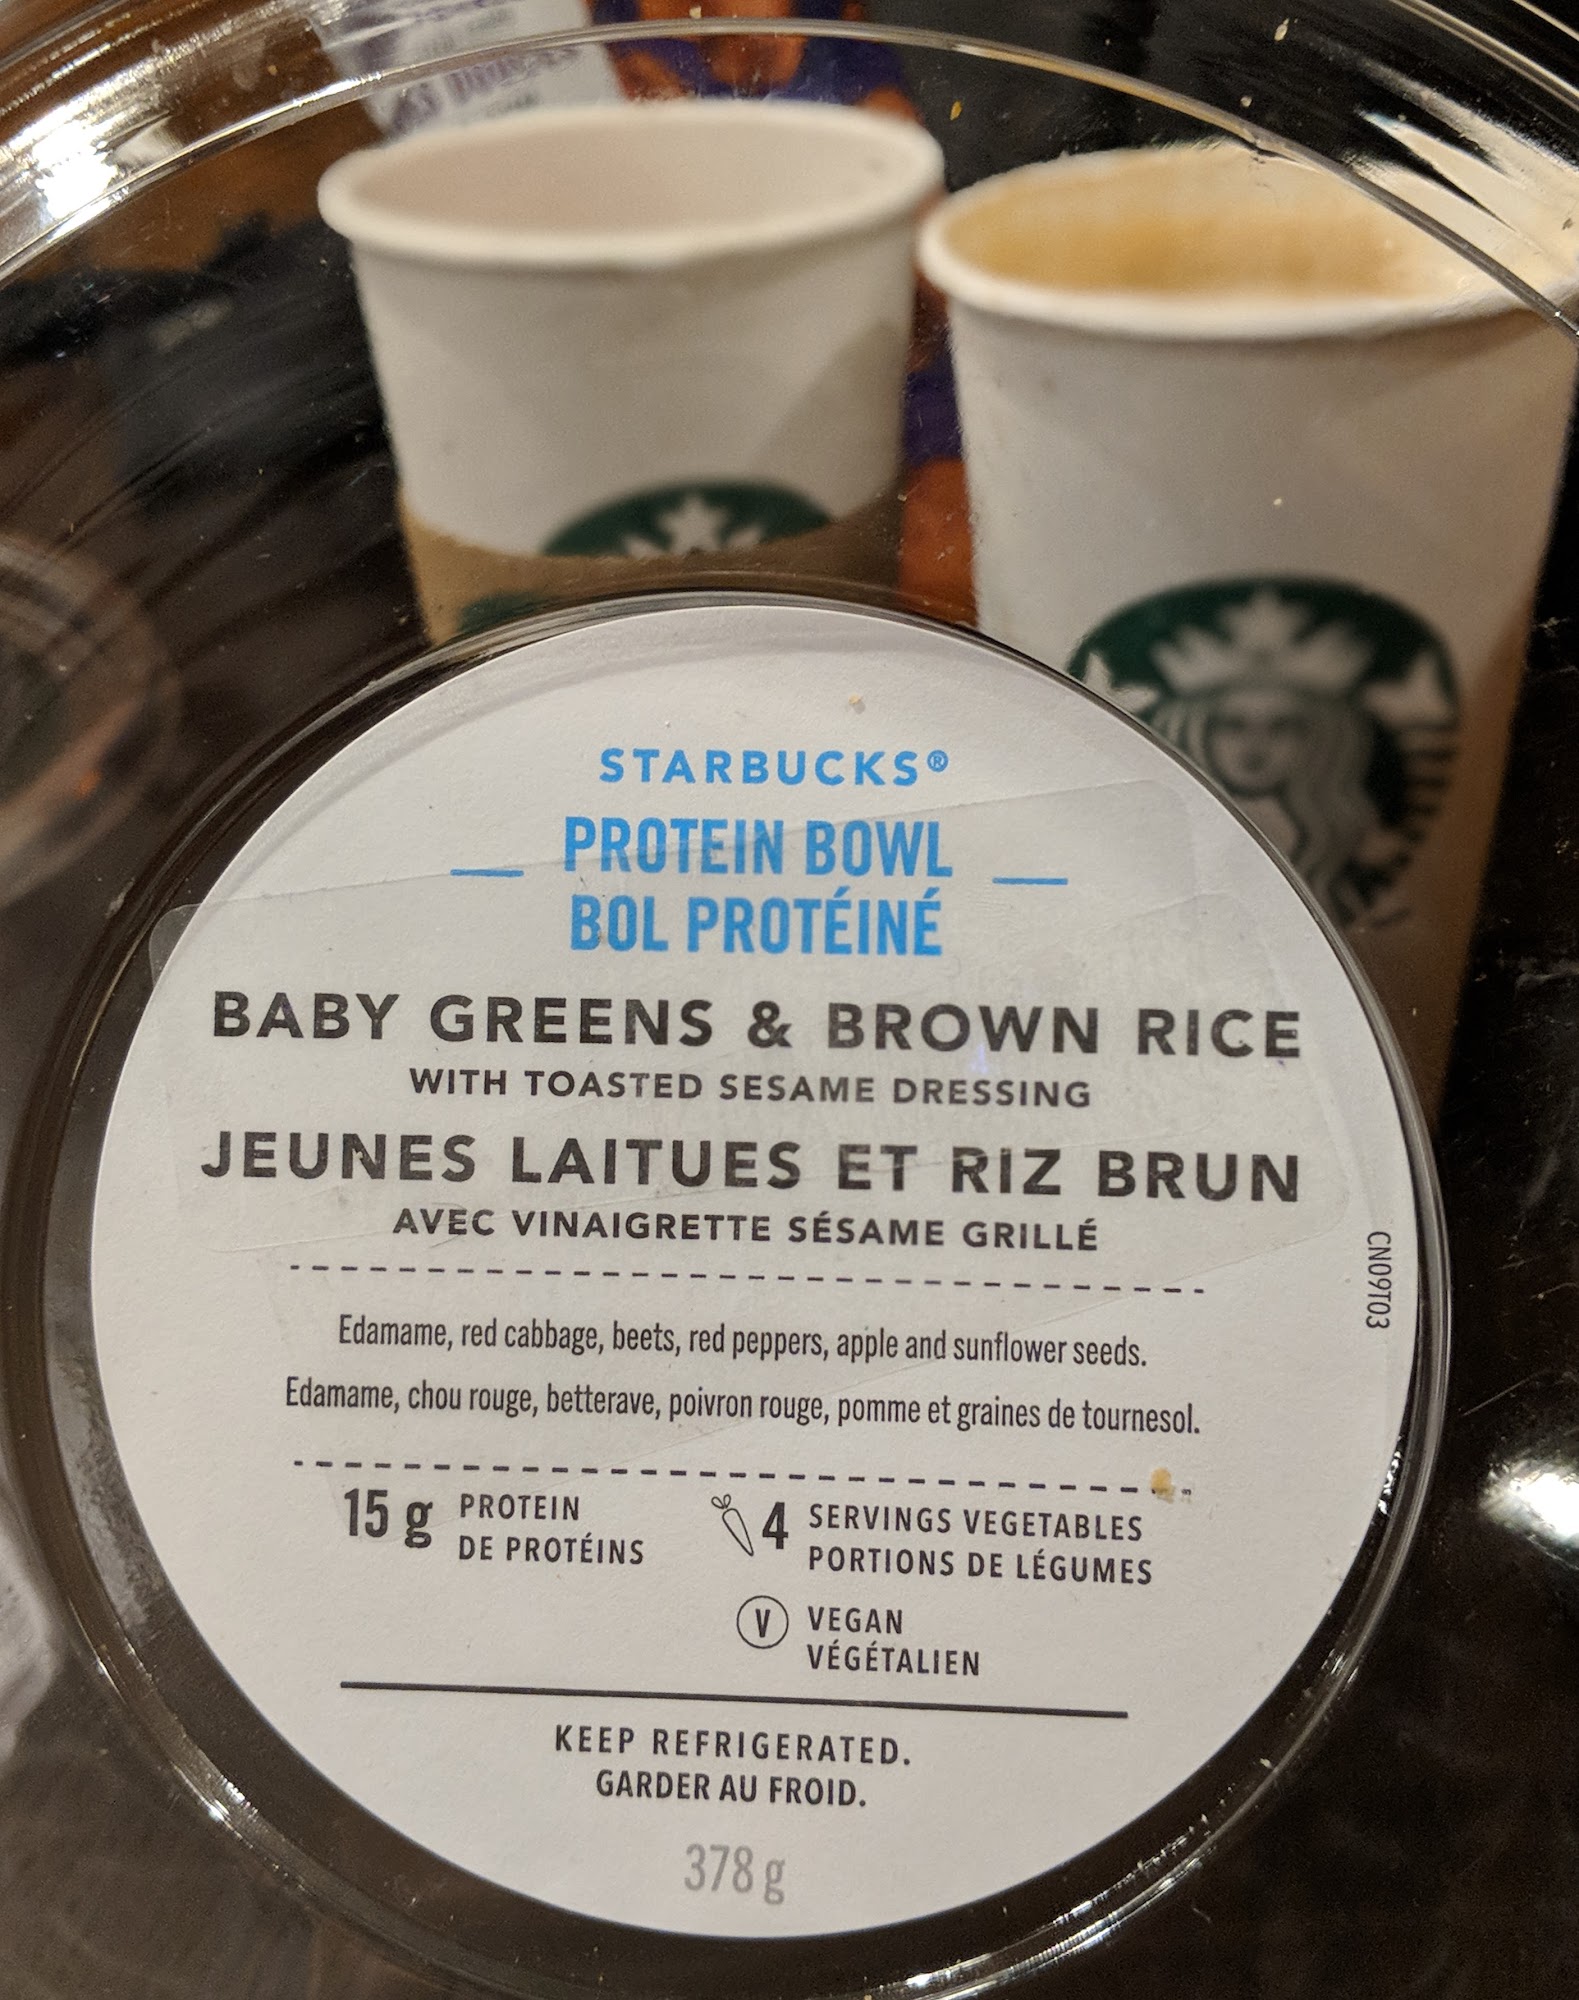 STARBUCKS®
PROTEIN BOWL
BOL PROTÉINÉ
BABY GREENS & BROWN RICE
WITH TOASTED SESAME DRESSING
JEUNES LAITUES ET RIZ BRUN
AVEC VINAIGRETTE SÉSAME GRILLÉ
CN09T03
Edamame, red cabbage, beets, red peppers, apple and sunflower seeds.
Edamame, chou rouge, betterave, poivron rouge, pomme et graines de tournesol.
15 g PROTEIN
DE PROTÉINS
4 SERVINGS VEGETABLES
PORTIONS DE LÉGUMES
V VEGAN
VÉGÉTALIEN
KEEP REFRIGERATED.
GARDER AU FROID.
378 g